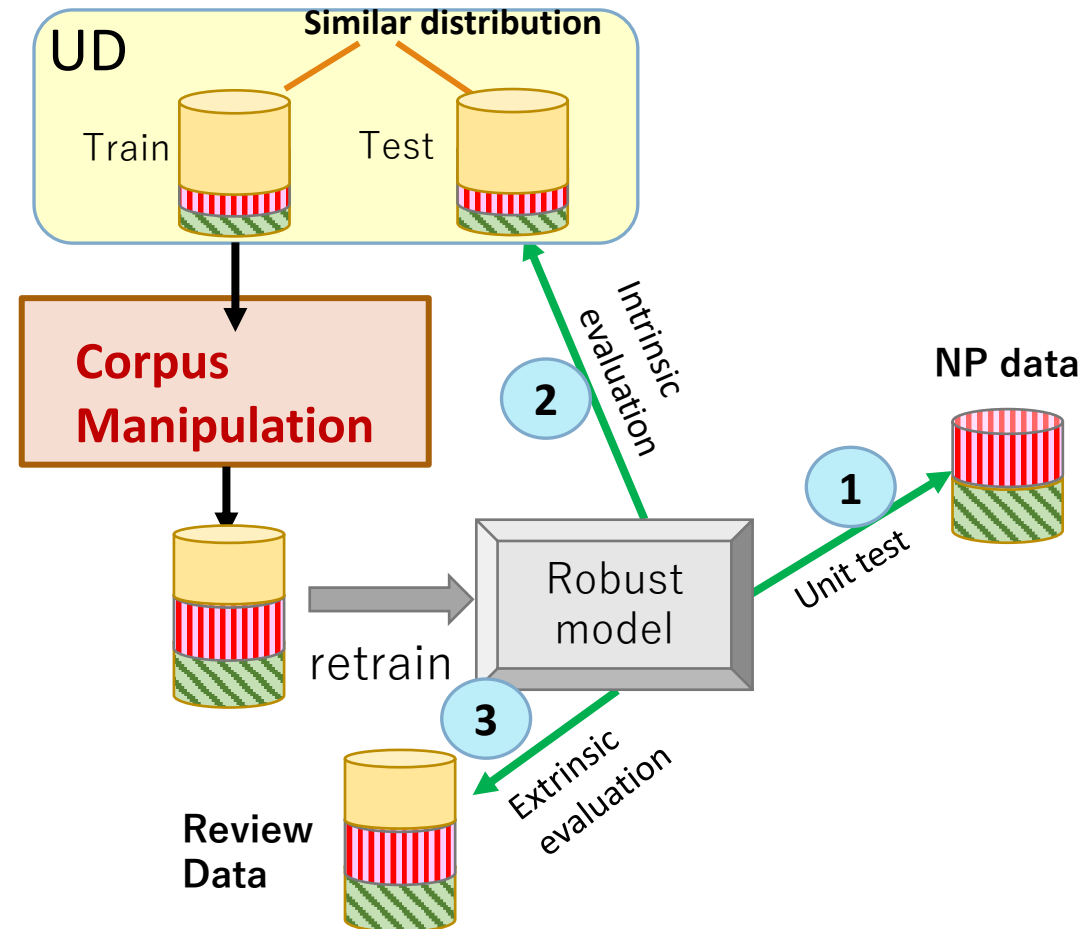 Similar distribution
UD
Train
Test
Corpus
Manipulation
Intrinsic
evaluation
2
NP data
1
Unit test
Robust
model
retrain
3
Extrinsic
evaluation
Review
Data